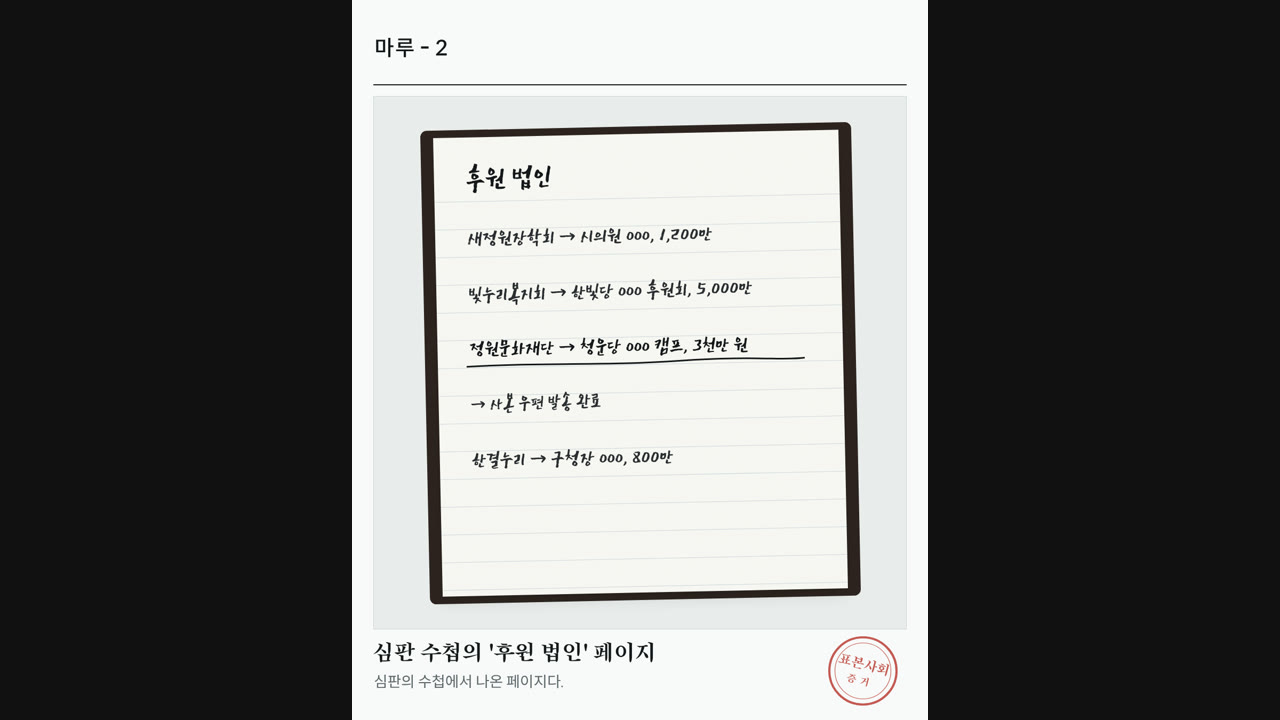 마루 - 2
후원 법인
새정원장학회 → 시의원 ㅇㅇㅇ, 1,200만
빛누리복지회 → 한빛당 ㅇㅇㅇ 후원회, 5,000만
정원문화재단 → 청운당 ㅇㅇㅇ 캠프, 3천만 원
→ 사본 우편 발송 완료
한결누리 → 구청장 ㅇㅇㅇ, 800만
심판 수첩의 '후원 법인' 페이지
심판의 수첩에서 나온 페이지다.
표본사회
증거